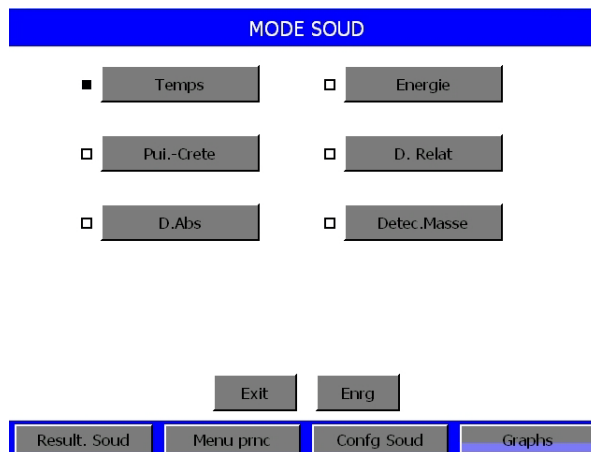 MODE SOUD
Temps
Energie
Pui.-Crete
D. Relat
D.Abs
Detec.Masse
Exit
Enrg
Result. Soud
Menu prnc
Confg Soud
Graphs